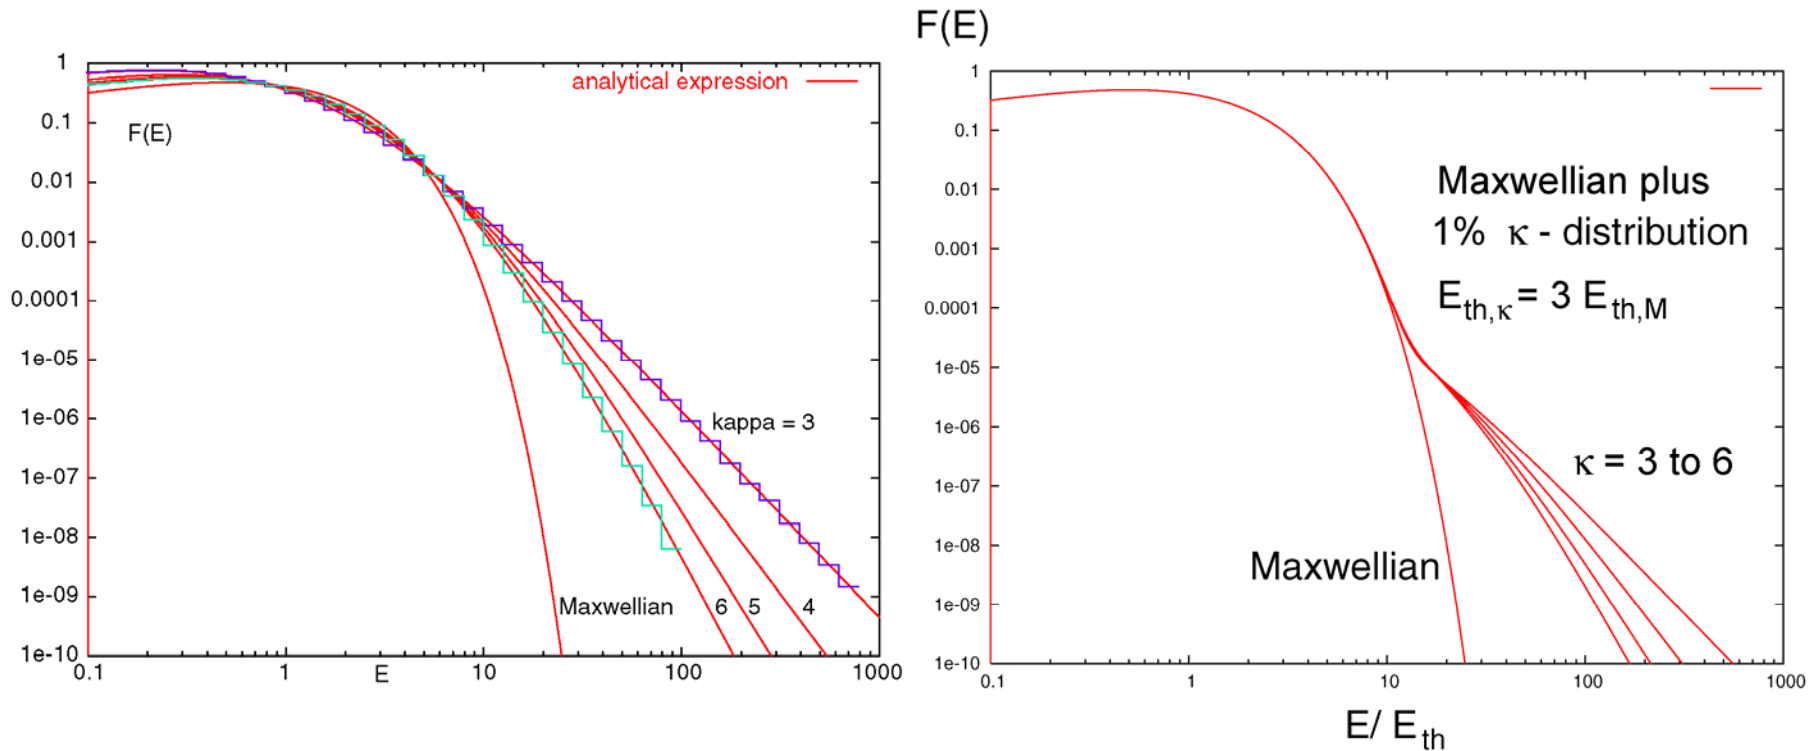 F(E)
1
0.1
0.01
0.001
0.0001
1e-05
1e-06
1e-07
1e-08
1e-09
1e-10
0.1
1
E
10
100
1000
analytical expression
F(E)
kappa = 3
Maxwellian
6
5
4
1
0.1
0.01
0.001
0.0001
1e-05
1e-06
1e-07
1e-08
1e-09
1e-10
0.1
1
10
100
1000
Maxwellian plus
1% κ - distribution
E_th,κ = 3 E_th,M
κ = 3 to 6
Maxwellian
E/ E_th